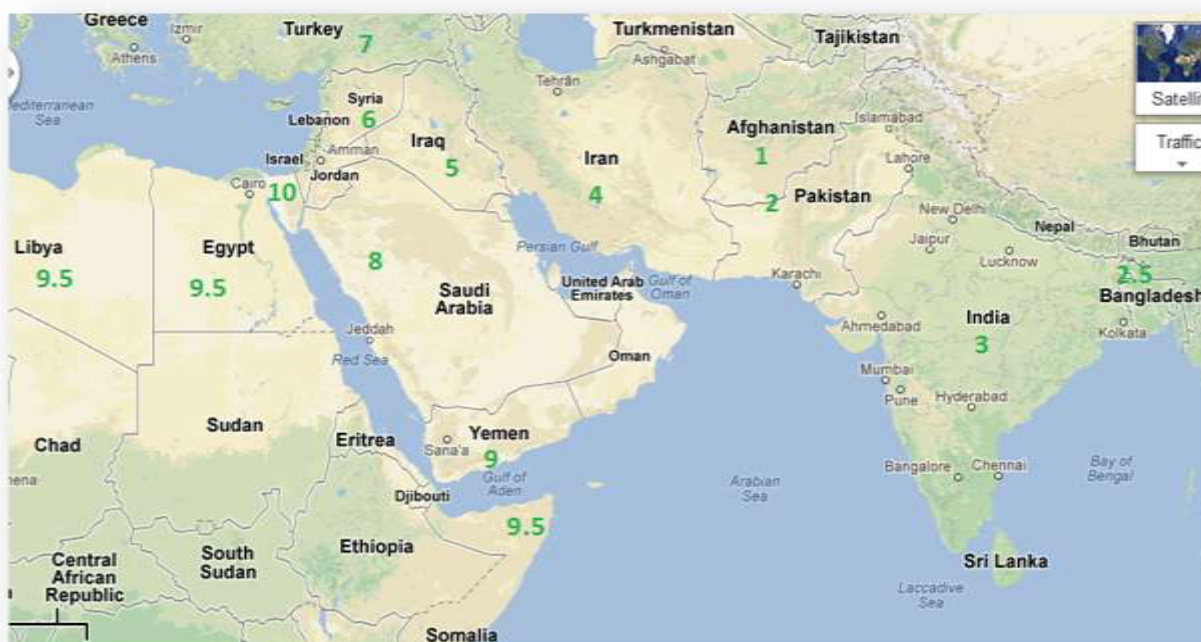 Greece
Izmir
Turkey
7
Turkmenistan
Tajikistan
Athens
Ashgabat
Tehrān
Satellit
Mediterranean
Sea
Syria
Lebanon
6
Islamabad
Afghanistan
Traffic
Iraq
Amman
Israel
Jordan
5
Iran
1
Lahore
Cairo
10
4
2
Pakistan
New Delhi
Nepal
Libya
9.5
Egypt
9.5
Persian Gulf
Jaipur
Lucknow
Bhutan
8
Saudi
Arabia
United Arab
Emirates
Gulf of
Oman
Karachi
2.5
Bangladesh
Jeddah
Red Sea
Oman
Ahmedabad
India
3
Kolkata
Mumbai
Pune
Hyderabad
Chad
Sudan
Eritrea
Sana'a
Yemen
9
Gulf of
Aden
Djibouti
Arabian
Sea
Bangalore
Chennai
Bay of
Bengal
9.5
Ethiopia
South
Sudan
Central
African
Republic
Sri Lanka
Laccadive
Sea
Somalia